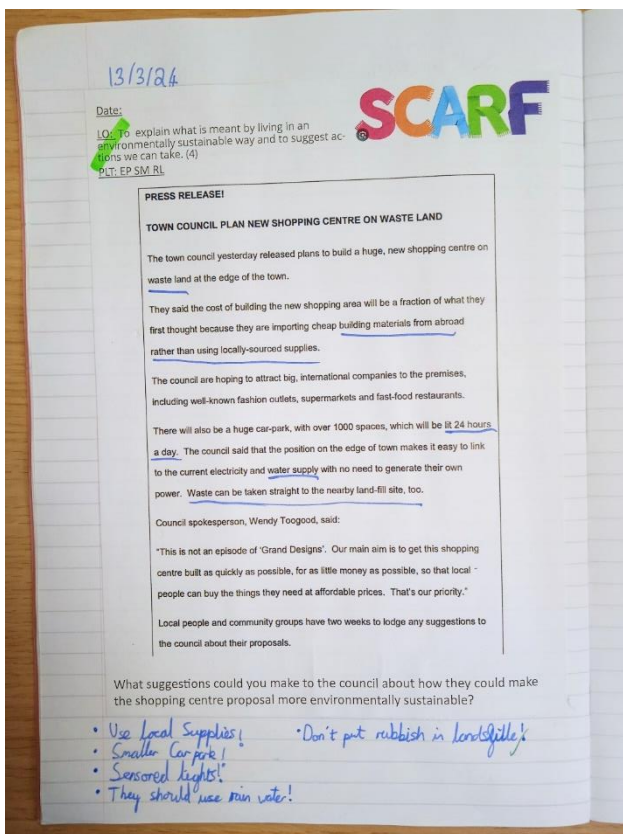 13/3/24
SCARF
Date:
LO: To explain what is meant by living in an
environmentally sustainable way and to suggest ac-
tions we can take. (4)
PLT: EP SM RL
PRESS RELEASE!
TOWN COUNCIL PLAN NEW SHOPPING CENTRE ON WASTE LAND
The town council yesterday released plans to build a huge, new shopping centre on
waste land at the edge of the town.
They said the cost of building the new shopping area will be a fraction of what they
first thought because they are importing cheap building materials from abroad
rather than using locally-sourced supplies.
The council are hoping to attract big, international companies to the premises,
including well-known fashion outlets, supermarkets and fast-food restaurants.
There will also be a huge car-park, with over 1000 spaces, which will be lit 24 hours
a day. The council said that the position on the edge of town makes it easy to link
to the current electricity and water supply with no need to generate their own
power. Waste can be taken straight to the nearby land-fill site, too.
Council spokesperson, Wendy Toogood, said:
"This is not an episode of 'Grand Designs'. Our main aim is to get this shopping
centre built as quickly as possible, for as little money as possible, so that local
people can buy the things they need at affordable prices. That's our priority."
Local people and community groups have two weeks to lodge any suggestions to
the council about their proposals.
What suggestions could you make to the council about how they could make
the shopping centre proposal more environmentally sustainable?
• Use Local Supplies!
• Smaller Car park!
• Sensored lights!
• They should use rain water!
• Don't put rubbish in landsfille!